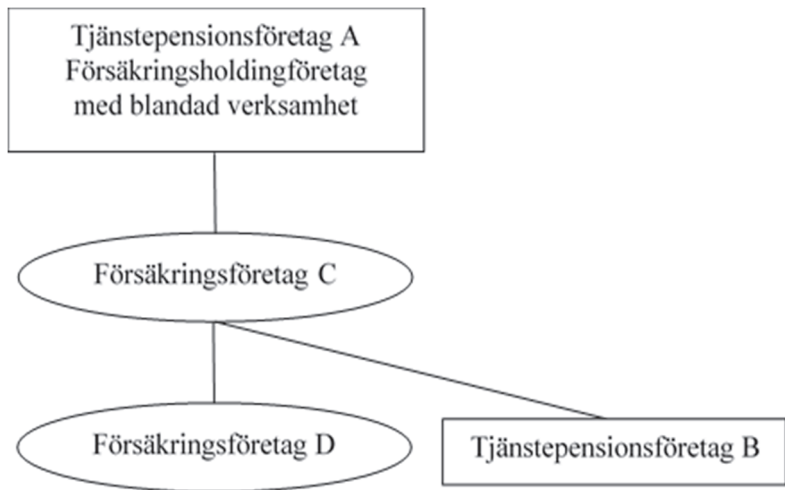 Tjänstepensionsföretag A
Försäkringsholdingföretag
med blandad verksamhet
Försäkringsföretag C
Försäkringsföretag D
Tjänstepensionsföretag B